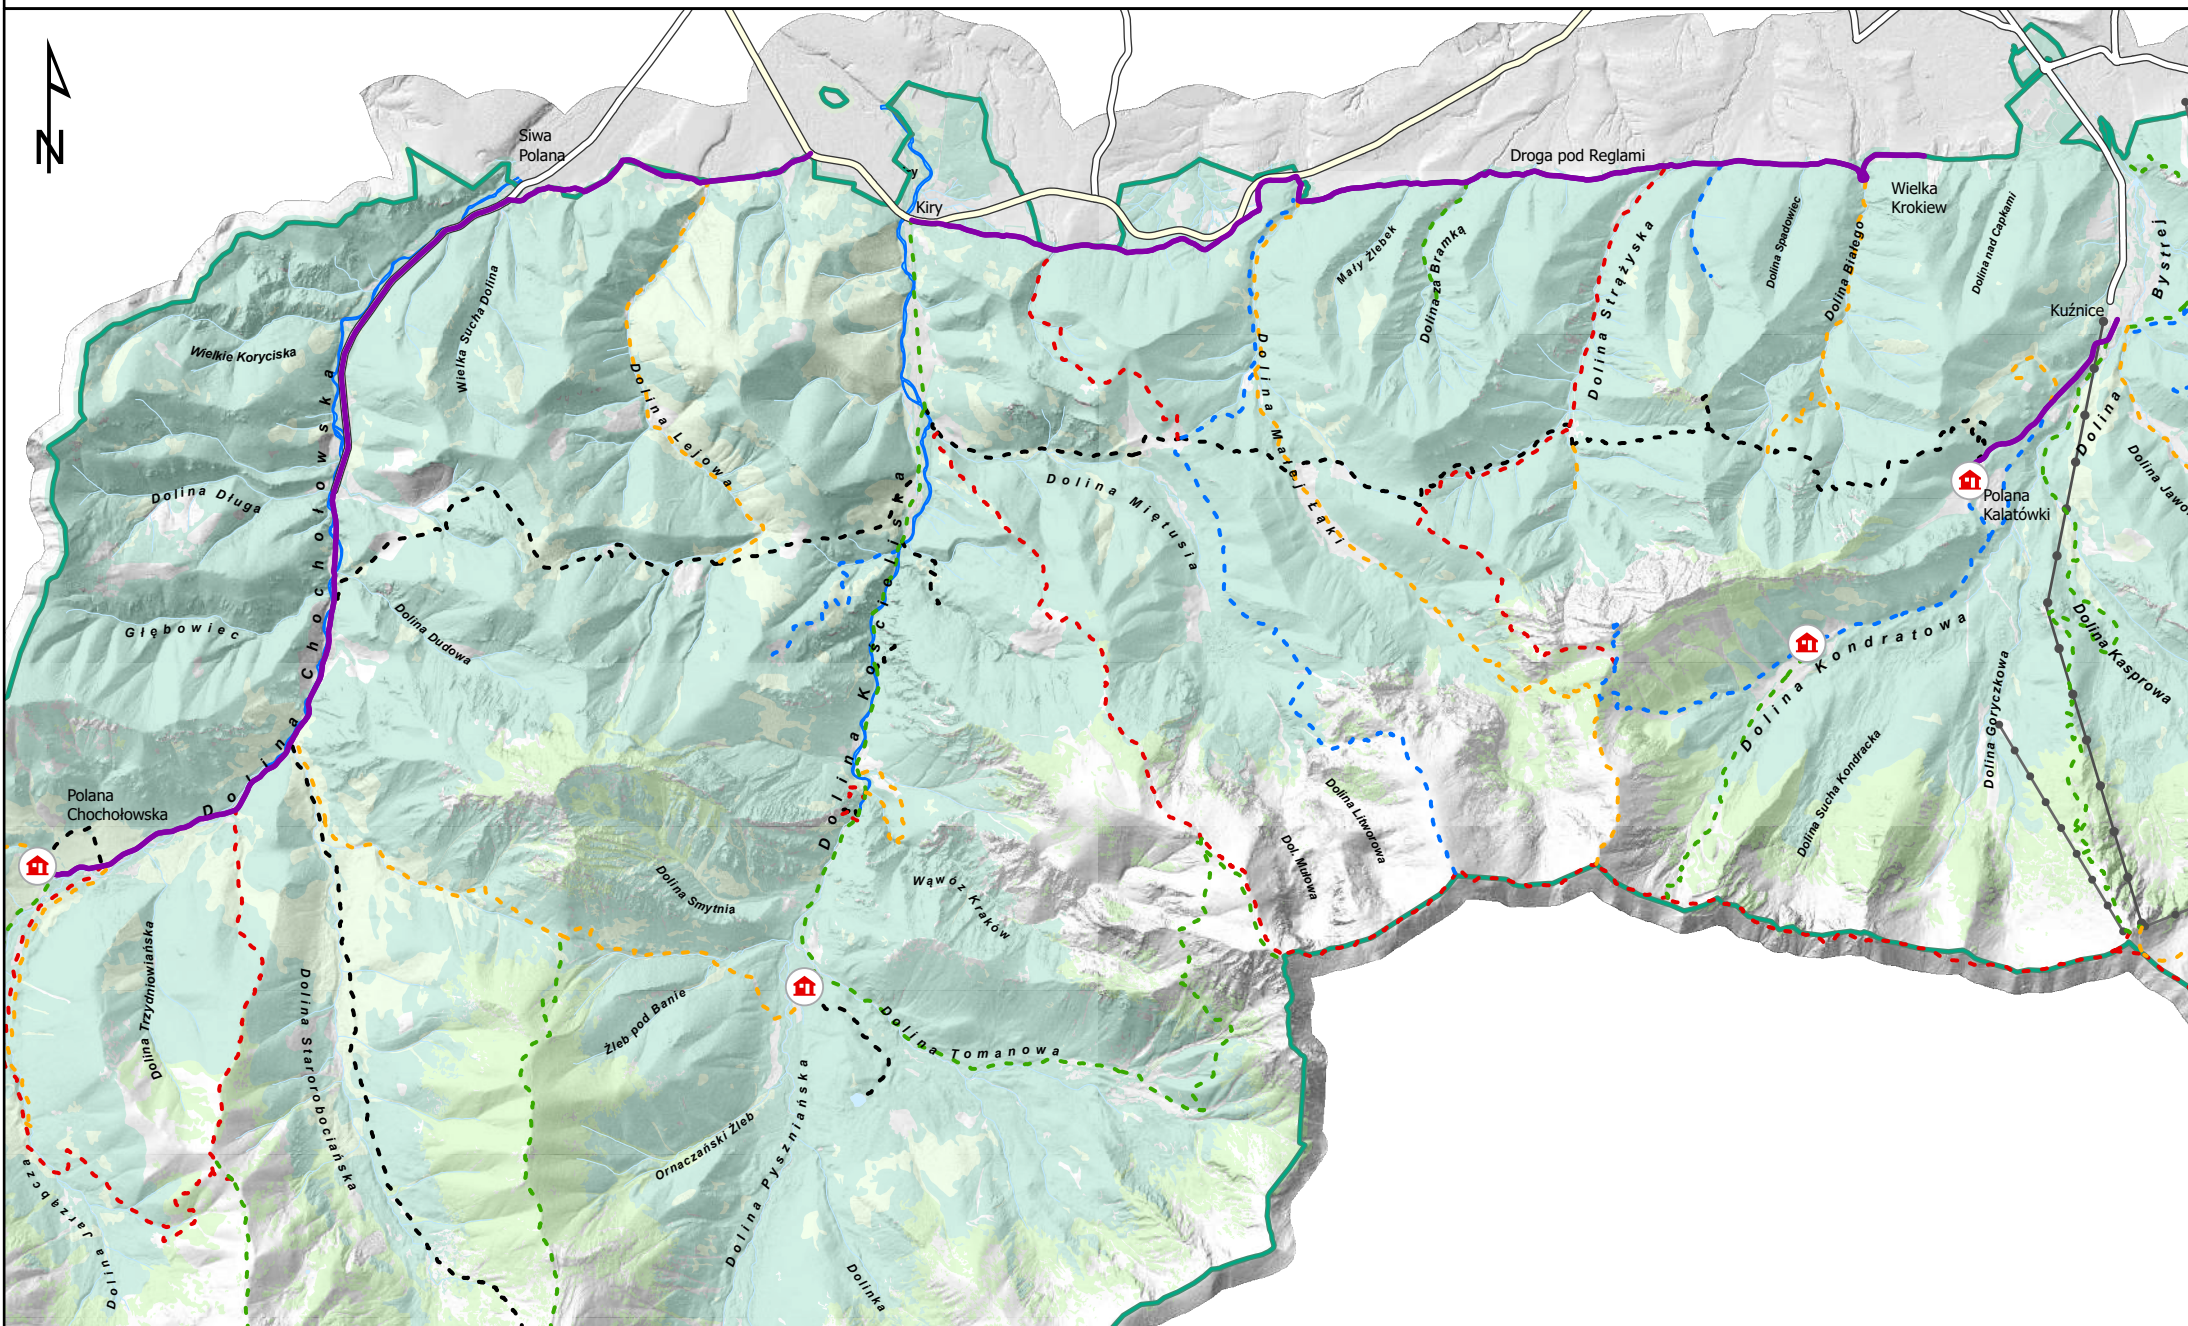 N
Siwa
Polana
-y
Kiry
Droga pod Reglami
Wielka
Krokiew
Kuźnice
Bystrej
Dolina
Mały Żlebek
Dolina za Bramką
Dolina Strążyska
Dolina Spadowiec
Dolina Białego
Dolina nad Capkami
Wielkie Koryciska
Wielka Sucha Dolina
Dolina Lejowa
Dolina Chochołowska
Dolina Długa
Głębowiec
Dolina Dudowa
Dolina Kościeliska
Dolina Miętusia
Dolina Małej Łąki
Polana
Kalatówki
Dolina Jawo
Dolina Kasprowa
Dolina Kondratowa
Dolina Goryczkowa
Dolina Sucha Kondracka
Dolina Litworowa
Dol. Mułowa
Polana
Chochołowska
Dolina Smytnia
Wąwóz Kraków
Dolina Trzydniowiańska
Dolina Starorobociańska
Żleb pod Banie
Dolina Tomanowa
Ornaczański Żleb
Dolina Pyszniańska
Dolinka
Dolina Jarząbcza